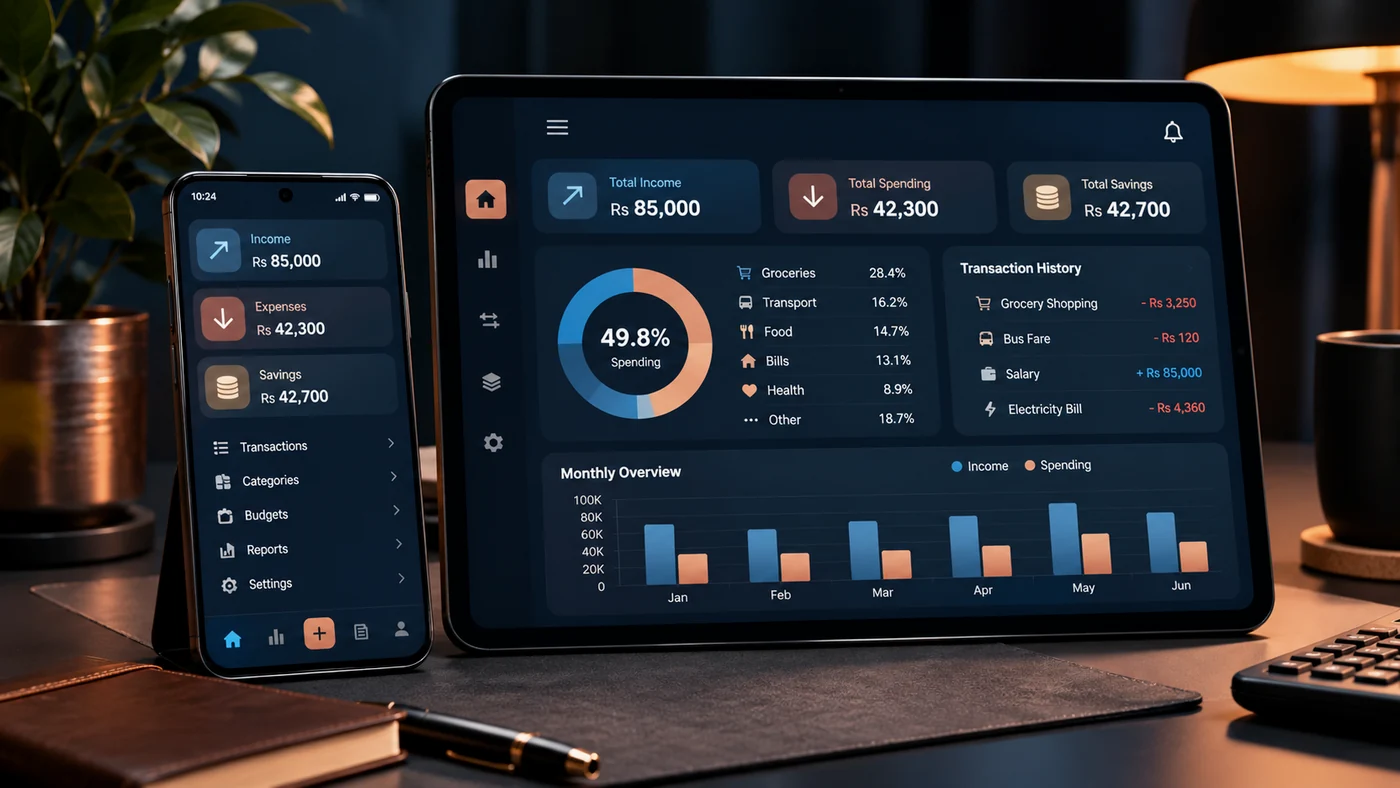 10:24
Income
Rs 85,000
Expenses
Rs 42,300
Savings
Rs 42,700
Transactions
Categories
Budgets
Reports
Settings
Total Income
Rs 85,000
Total Spending
Rs 42,300
Total Savings
Rs 42,700
49.8%
Spending
Groceries 28.4%
Transport 16.2%
Food 14.7%
Bills 13.1%
Health 8.9%
Other 18.7%
Transaction History
Grocery Shopping - Rs 3,250
Bus Fare - Rs 120
Salary + Rs 85,000
Electricity Bill - Rs 4,360
Monthly Overview
Income Spending
100K
80K
60K
40K
20K
0
Jan Feb Mar Apr May Jun